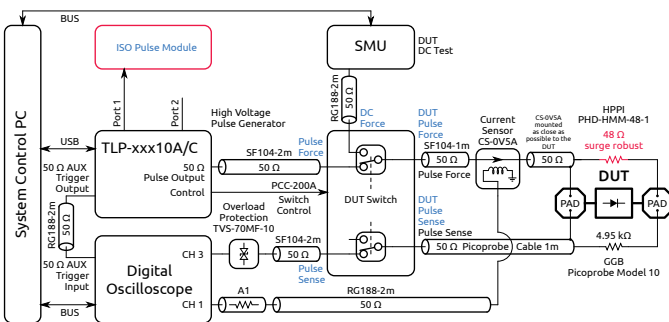 BUS
ISO Pulse Module
SMU
DUT
DC Test
Port 1
Port 2
RG188-2m
50 Ω
High Voltage
Pulse Generator
DC
Force
DUT
Pulse
Force
Current
Sensor
CS-0V5A
CS-0V5A
mounted
as close as
possible to the
DUT
HPPI
PHD-HMM-48-1
System Control PC
USB
TLP-xxx10A/C
50 Ω
Pulse Output
Control
Pulse
Force
SF104-2m
50 Ω
SF104-1m
50 Ω
Pulse Force
50 Ω
48 Ω
surge robust
DUT
PAD
PAD
50 Ω AUX
Trigger
Output
PCC-200A
Switch
Control
DUT Switch
DUT
Pulse
Sense
Pulse Sense
RG188-2m
50 Ω
Overload
Protection
TVS-70MF-10
SF104-2m
50 Ω
Pulse
Sense
50 Ω Picoprobe Cable 1m
4.95 kΩ
GGB
Picoprobe Model 10
50 Ω AUX
Trigger
Input
Digital
Oscilloscope
CH 3
CH 1
A1
RG188-2m
50 Ω
BUS